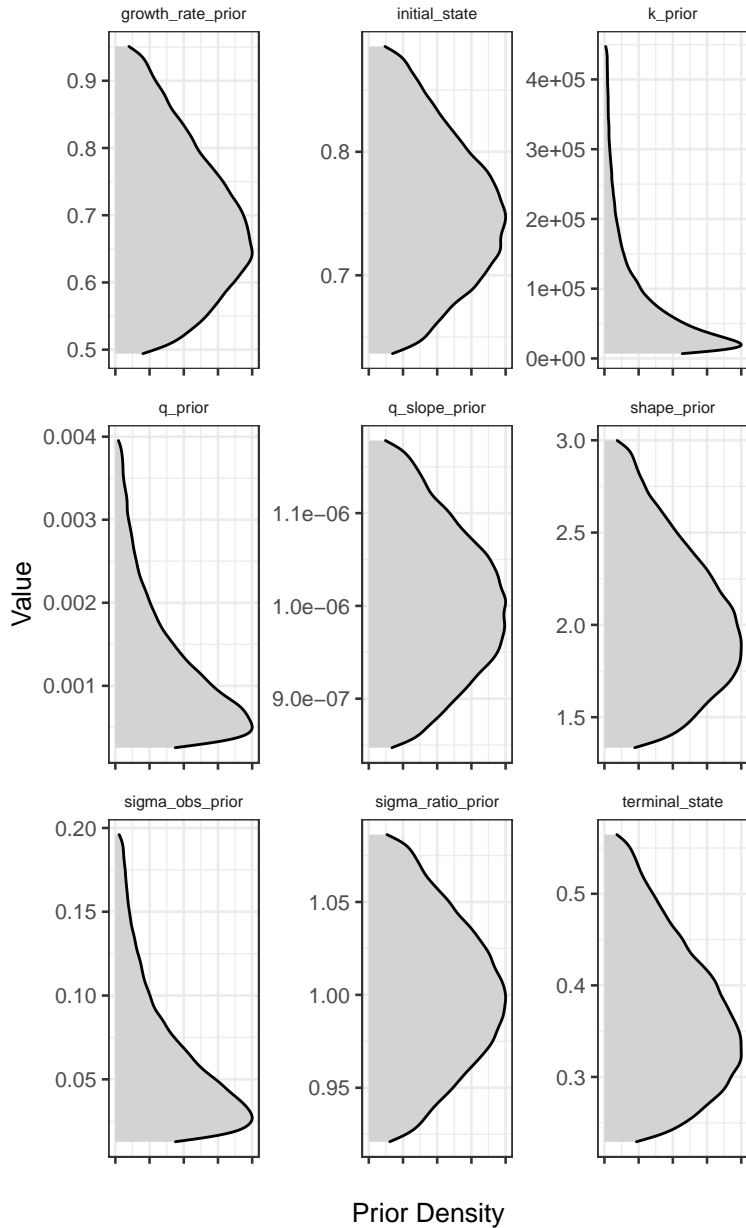 growth_rate_prior
0.9
0.8
0.7
0.6
0.5
initial_state
0.8
0.7
k_prior
4e+05
3e+05
2e+05
1e+05
0e+00
q_prior
0.004
0.003
0.002
0.001
q_slope_prior
1.1e−06
1.0e−06
9.0e−07
shape_prior
3.0
2.5
2.0
1.5
Value
sigma_obs_prior
0.20
0.15
0.10
0.05
sigma_ratio_prior
1.05
1.00
0.95
terminal_state
0.5
0.4
0.3
Prior Density